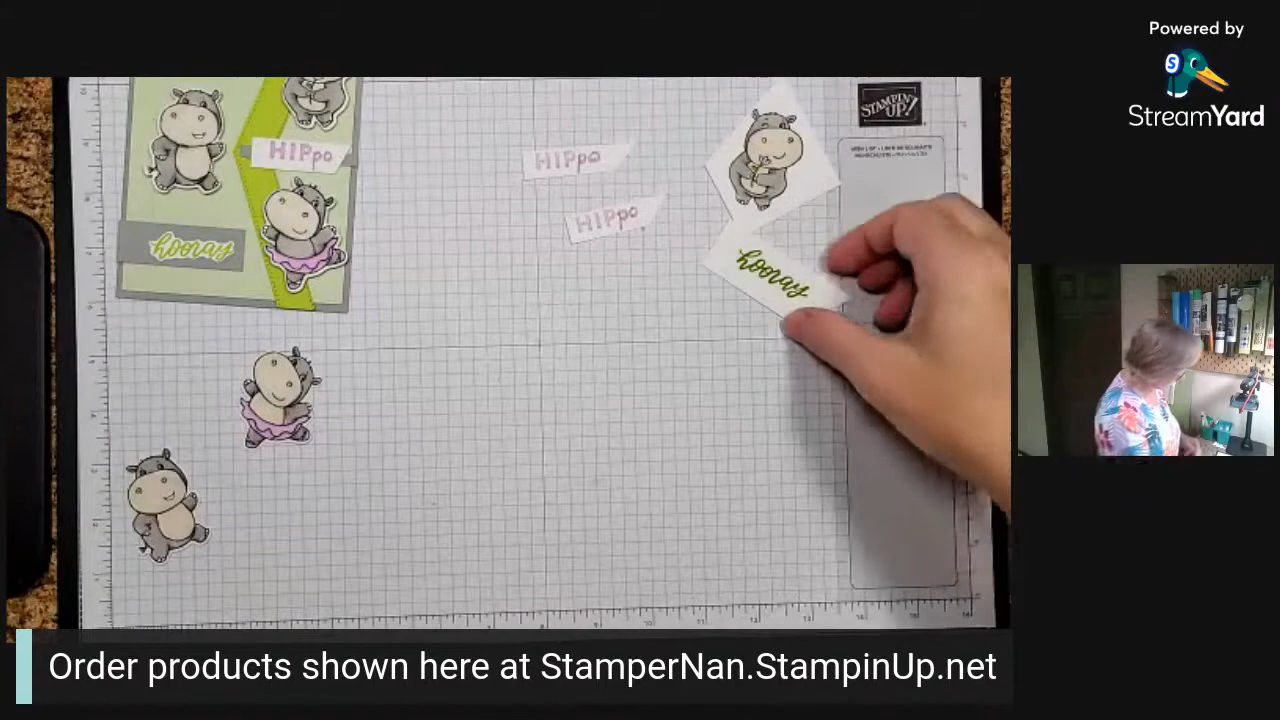 Powered by
S
StreamYard
STAMPIN'
UP!
HIPpo
HIPpo
HIPpo
hooray
hooray
Order products shown here at StamperNan.StampinUp.net